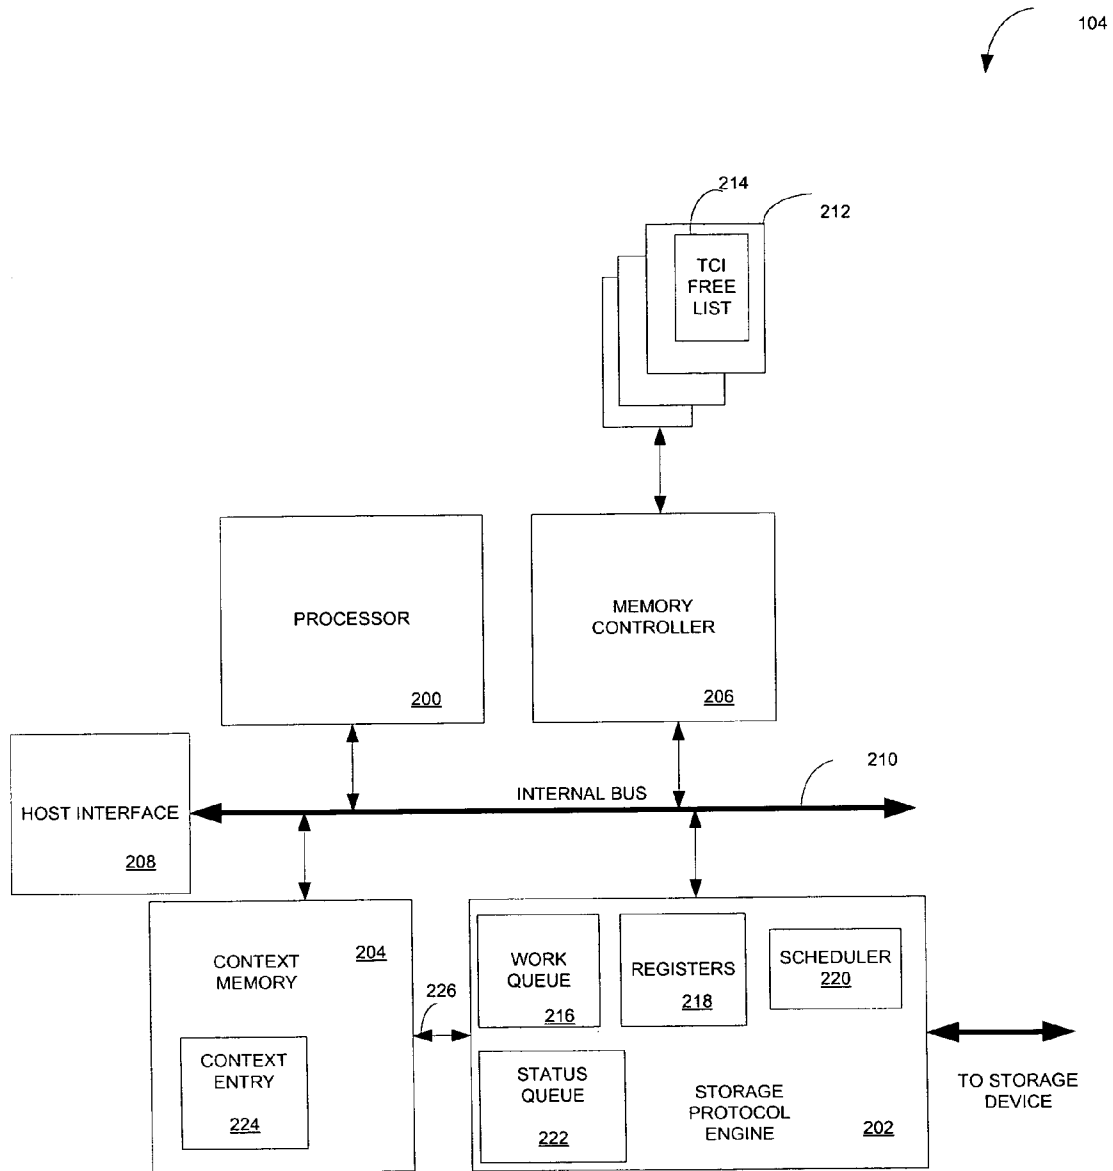 104
214
212
TCI
FREE
LIST
PROCESSOR
200
MEMORY
CONTROLLER
206
210
INTERNAL BUS
HOST INTERFACE
208
CONTEXT
MEMORY
204
226
CONTEXT
ENTRY
224
WORK
QUEUE
216
REGISTERS
218
SCHEDULER
220
STATUS
QUEUE
222
STORAGE
PROTOCOL
ENGINE
202
TO STORAGE
DEVICE